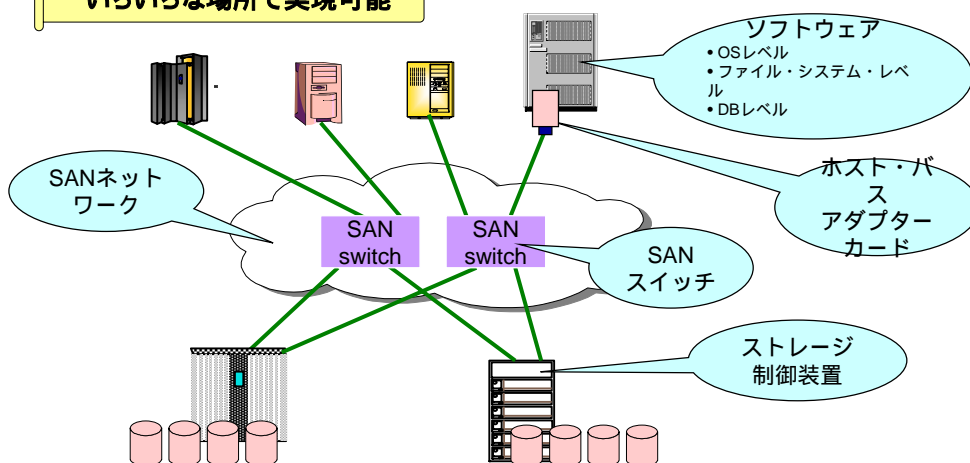 いろいろな場所で実現可能
ソフトウェア
• OSレベル
• ファイル・システム・レベ
ル
• DBレベル
ホスト・バ
ス
アダプター
カード
SANネット
ワーク
SAN
switch
SAN
switch
SAN
スイッチ
ストレージ
制御装置